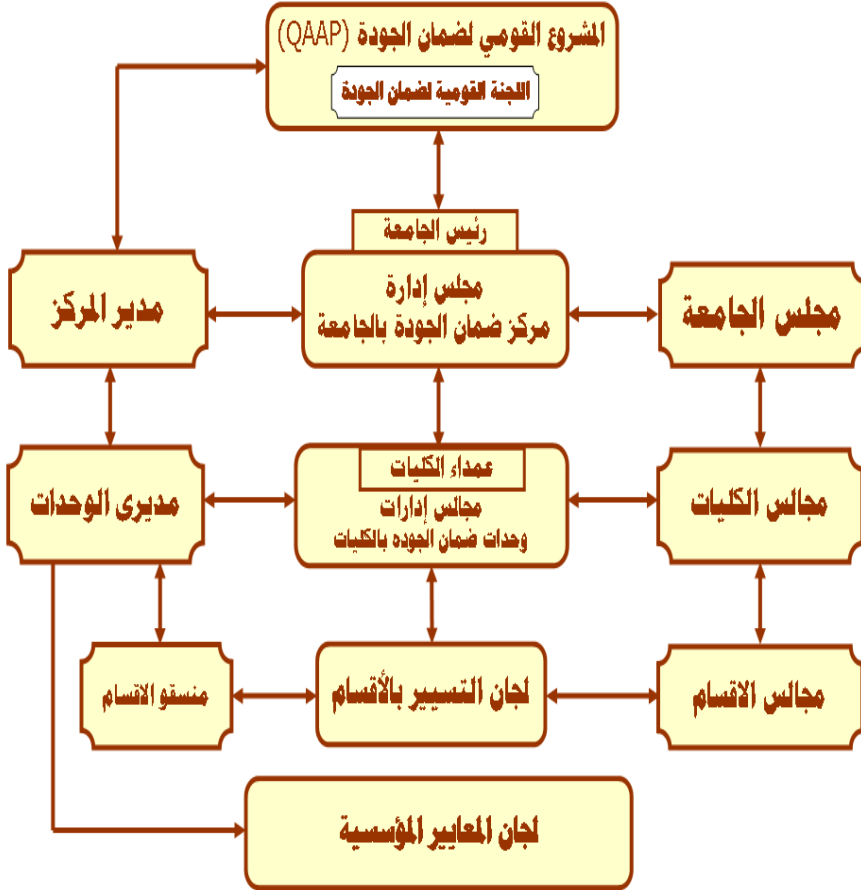 المشروع القومي لضمان الجودة (QAAP)
اللجنة القومية لضمان الجودة
رئيس الجامعة
مجلس الجامعة
مجلس إدارة
مركز ضمان الجودة بالجامعة
مدير المركز
مجالس الكليات
عمداء الكليات
مجالس إدارات
وحدات ضمان الجوده بالكليات
مديرى الوحدات
مجالس الاقسام
لجان التسيير بالأقسام
منسقو الاقسام
لجان المعايير المؤسسية